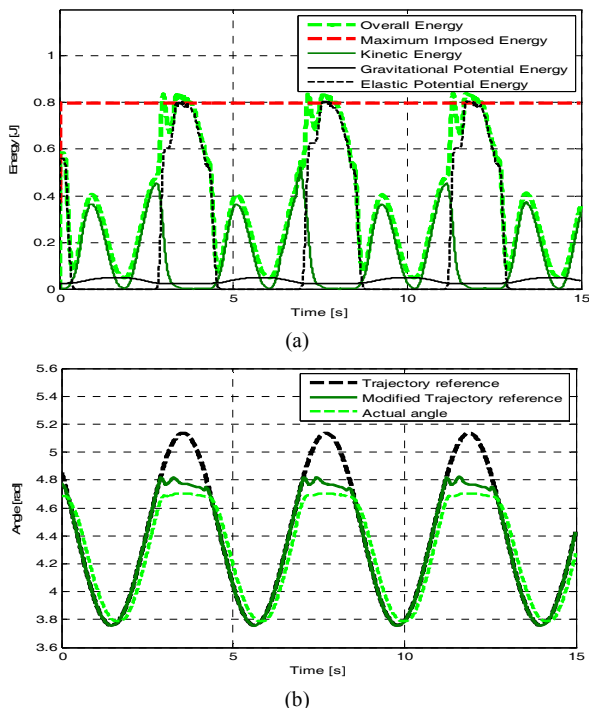 Overall Energy
Maximum Imposed Energy
Kinetic Energy
Gravitational Potential Energy
Elastic Potential Energy
Energy [J]
1
0.8
0.6
0.4
0.2
0
0 5 10 15
Time [s]
(a)
Trajectory reference
Modified Trajectory reference
Actual angle
Angle[rad]
5.6
5.4
5.2
5
4.8
4.6
4.4
4.2
4
3.8
3.6
0 5 10 15
Time [s]
(b)